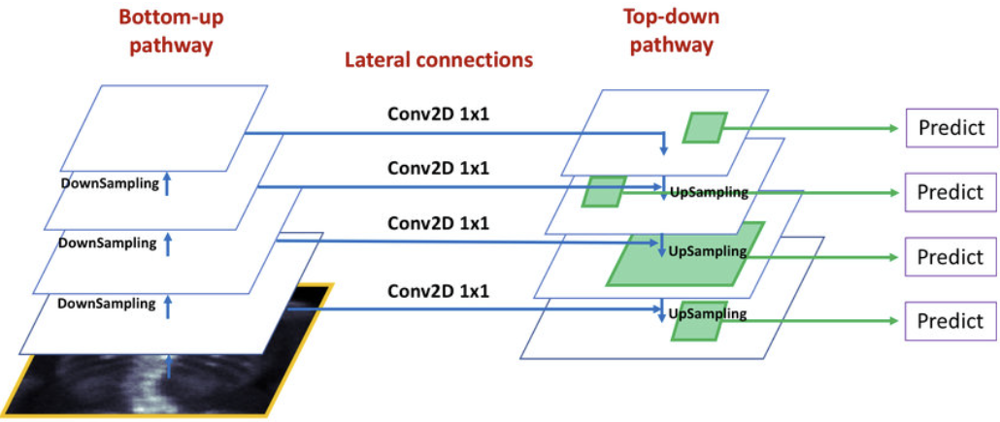 Bottom-up
pathway
Top-down
pathway
Lateral connections
Conv2D 1x1
Predict
DownSampling
Conv2D 1x1
UpSampling
Predict
DownSampling
Conv2D 1x1
UpSampling
Predict
DownSampling
Conv2D 1x1
UpSampling
Predict